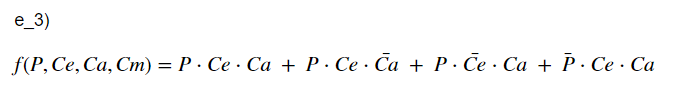 e_3)
f(P, Ce, Ca, Cm) = P · Ce · Ca + P · Ce · C̄a + P · C̄e · Ca + P̄ · Ce · Ca